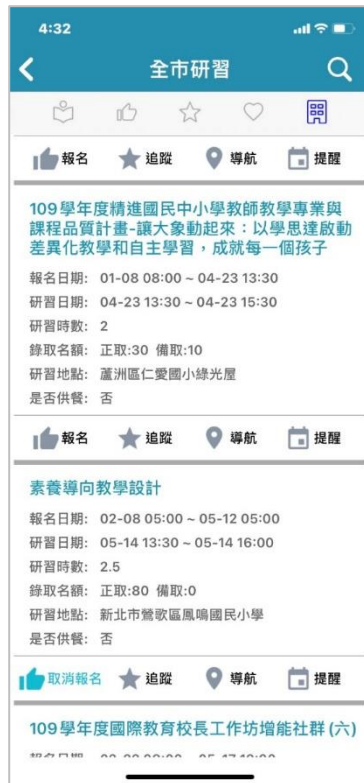 4:32
全市研習
報名 追蹤 導航 提醒
109學年度精進國民中小學教師教學專業與
課程品質計畫-讓大象動起來：以學思達啟動
差異化教學和自主學習，成就每一個孩子
報名日期: 01-08 08:00 ~ 04-23 13:30
研習日期: 04-23 13:30 ~ 04-23 15:30
研習時數: 2
錄取名額: 正取:30 備取:10
研習地點: 蘆洲區仁愛國小綠光屋
是否供餐: 否
報名 追蹤 導航 提醒
素養導向教學設計
報名日期: 02-08 05:00 ~ 05-12 05:00
研習日期: 05-14 13:30 ~ 05-14 16:00
研習時數: 2.5
錄取名額: 正取:80 備取:0
研習地點: 新北市鶯歌區鳳鳴國民小學
是否供餐: 否
取消報名 追蹤 導航 提醒
109學年度國際教育校長工作坊增能社群(六)